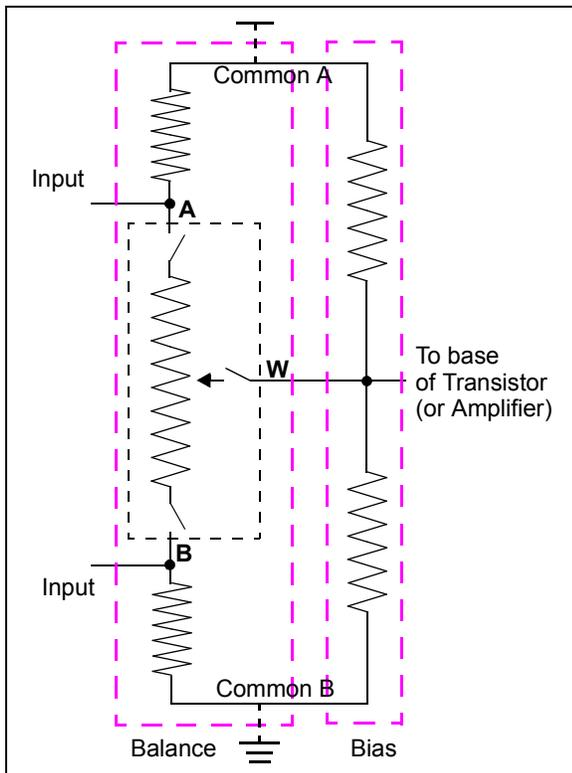 Common A
Input
A
W
To base
of Transistor
(or Amplifier)
B
Input
Common B
Balance
Bias